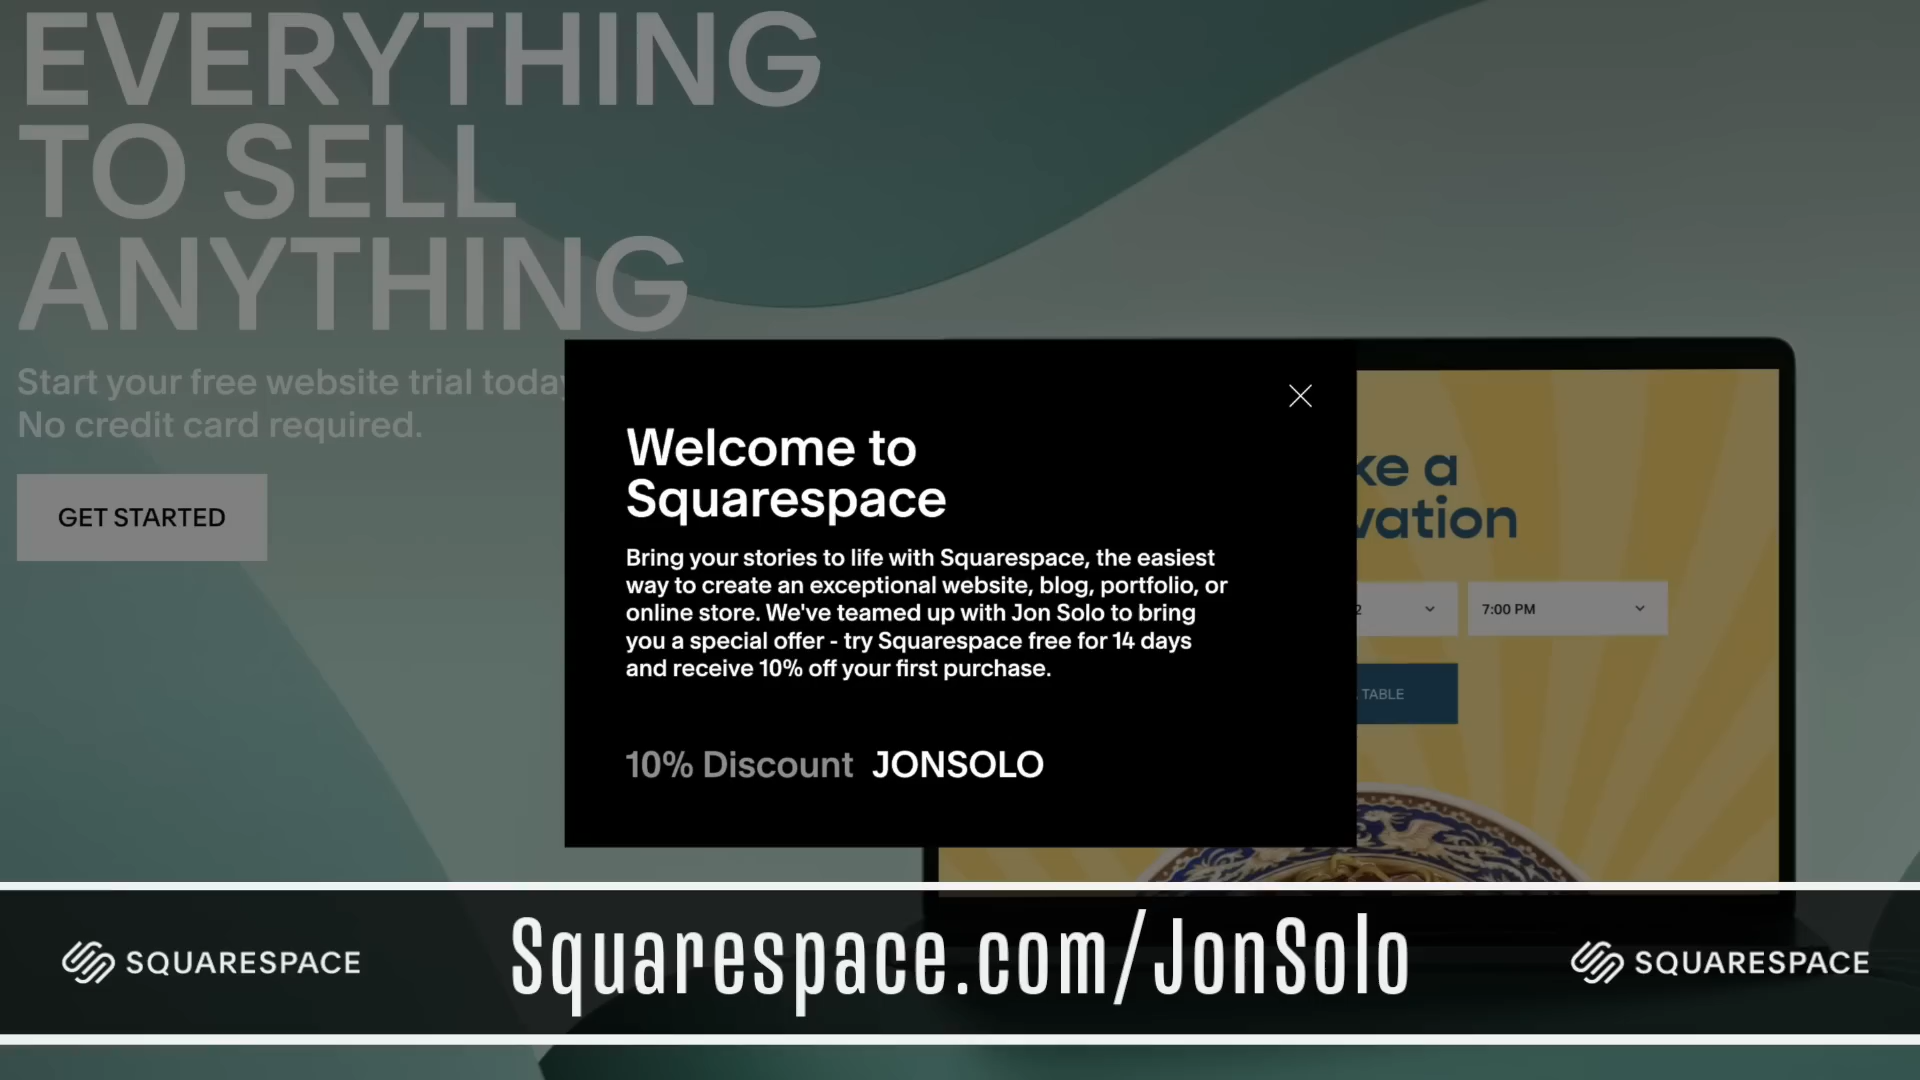 EVERYTHING
TO SELL
ANYTHING
Start your free website trial today
No credit card required.
GET STARTED
Welcome to
Squarespace
Bring your stories to life with Squarespace, the easiest
way to create an exceptional website, blog, portfolio, or
online store. We've teamed up with Jon Solo to bring
you a special offer - try Squarespace free for 14 days
and receive 10% off your first purchase.
10% Discount JONSOLO
ke a
vation
2
7:00 PM
TABLE
SQUARESPACE
Squarespace.com/JonSolo
SQUARESPACE